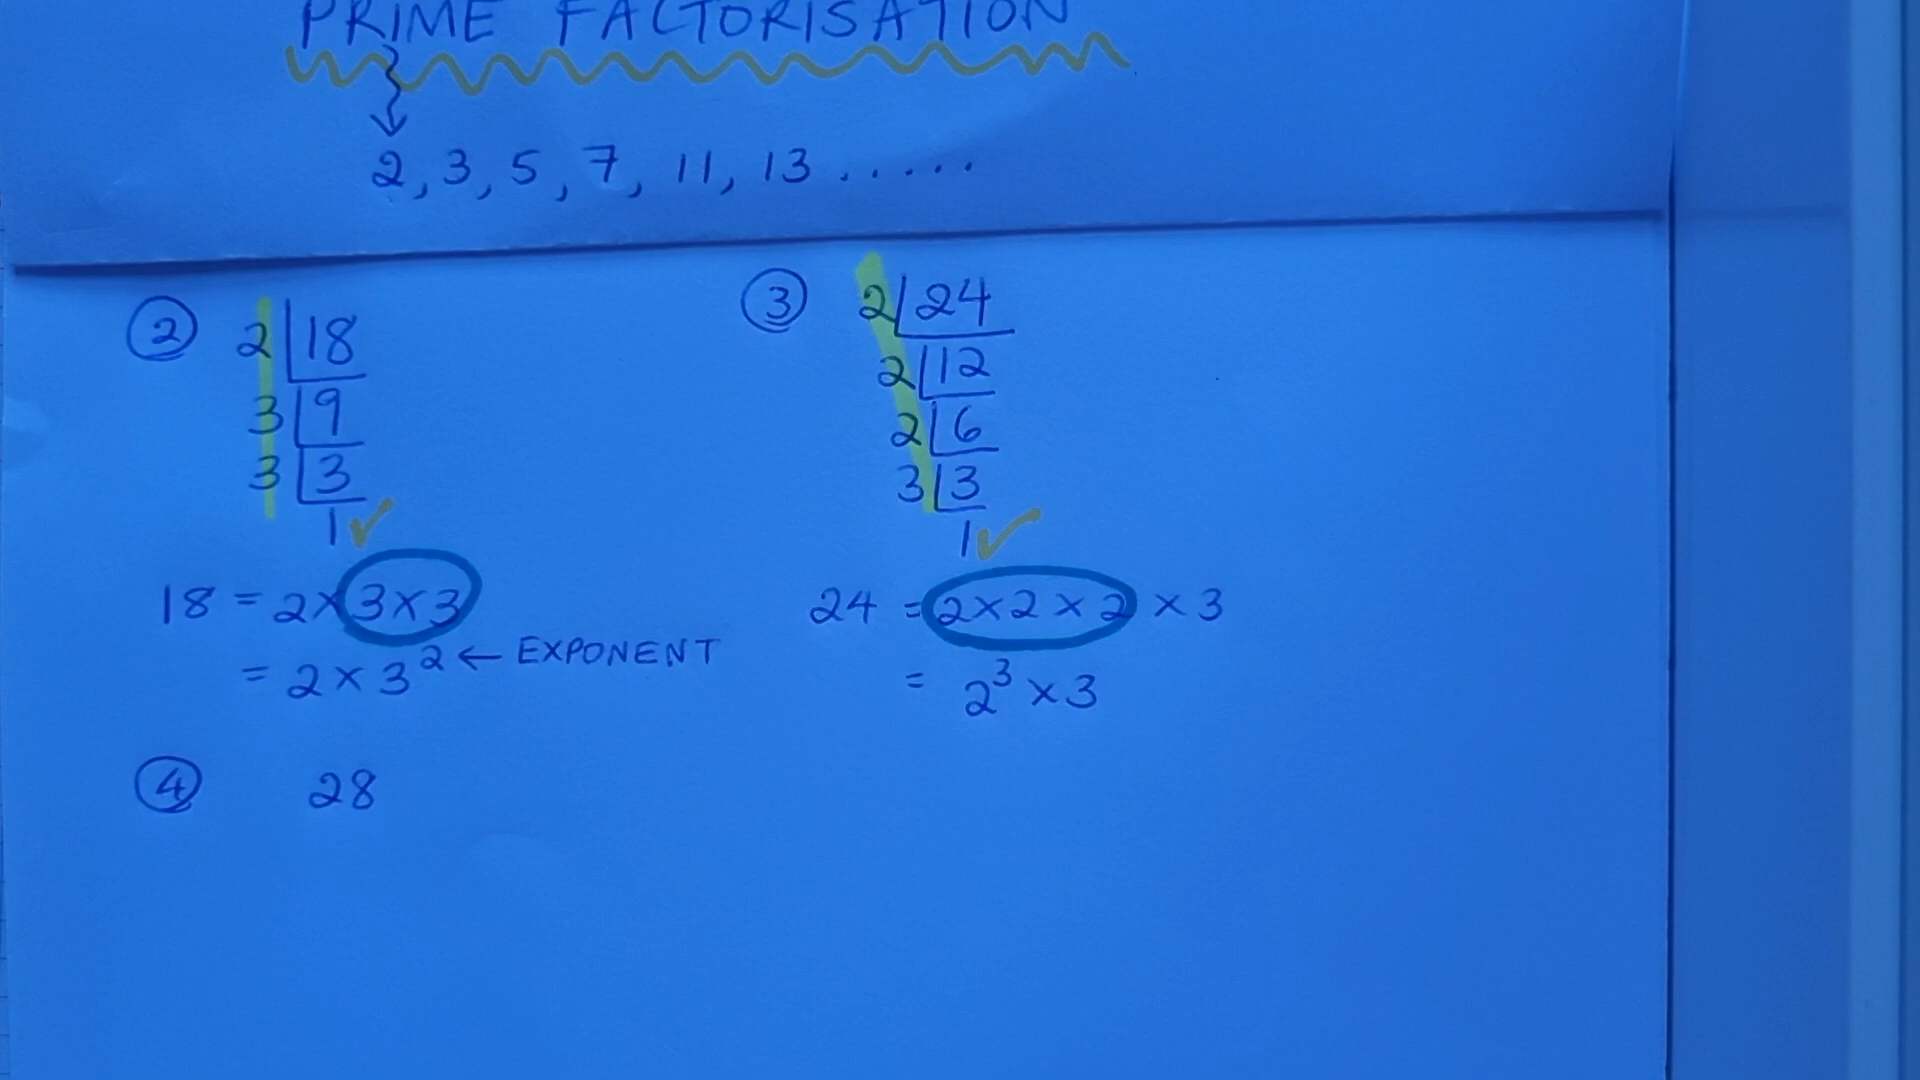 PRIME FACTORISATION
2, 3, 5, 7, 11, 13 .....
② 2 18
3 9
3 3
1 ✓
18 = 2 × 3 × 3
= 2 × 3² ← EXPONENT
③ 2 24
2 12
2 6
3 3
1 ✓
24 = 2 × 2 × 2 × 3
= 2³ × 3
④ 28